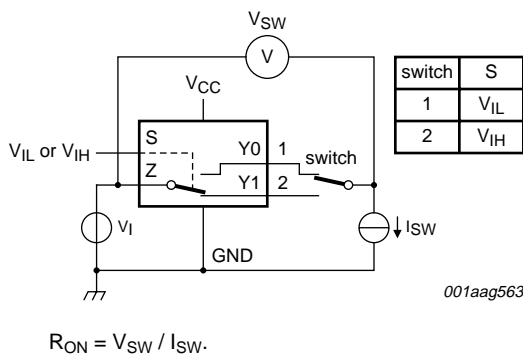 VSW
V
VCC
switch S
1 VIL
2 VIH
S
Y0 1
VIL or VIH
switch
Z
Y1 2
VI
ISW
GND
001aag563
RON = VSW / ISW.